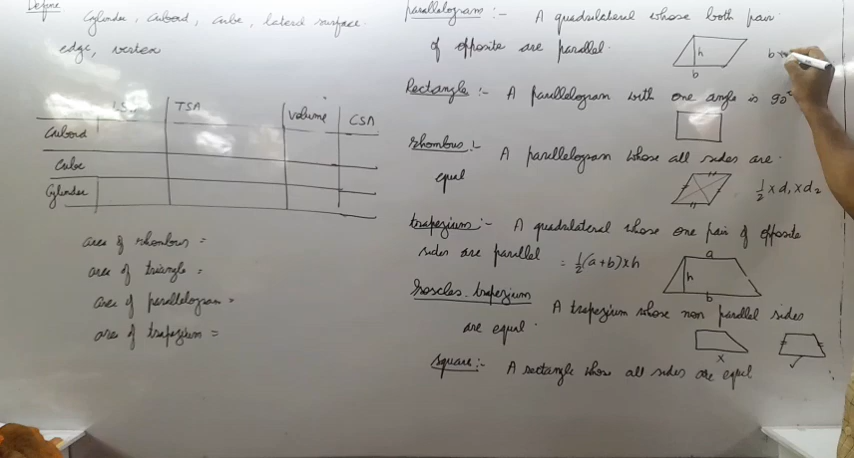 Define
Cylinder, Cuboid, Cube, lateral surface.
edge, vertex
LSA TSA Volume CSA
Cuboid
Cube
Cylinder
area of rhombus =
area of triangle =
area of parallelogram =
area of trapezium =
parallelogram :- A quadrilateral whose both pair
of opposite are parallel.
h
b
b x
Rectangle :- A parallelogram with one angle is 90°
rhombus :- A parallelogram whose all sides are
equal
1/2 x d1 x d2
trapezium :- A quadrilateral whose one pair of opposite
sides are parallel = 1/2(a+b)xh
a
h
b
Isoscles trapezium A trapezium whose non parallel sides
are equal.
x ✓
square :- A rectangle whose all sides are equal